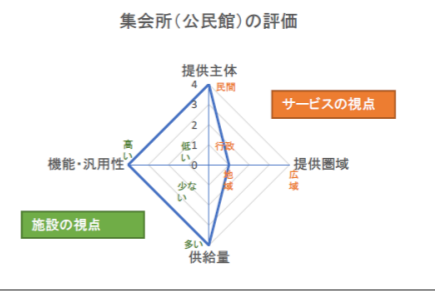 集会所（公民館）の評価
提供主体
4
民間
3
サービスの視点
2
高い
低い
1
行政
機能・汎用性
0
提供圏域
少ない
地域
広域
施設の視点
多い
供給量